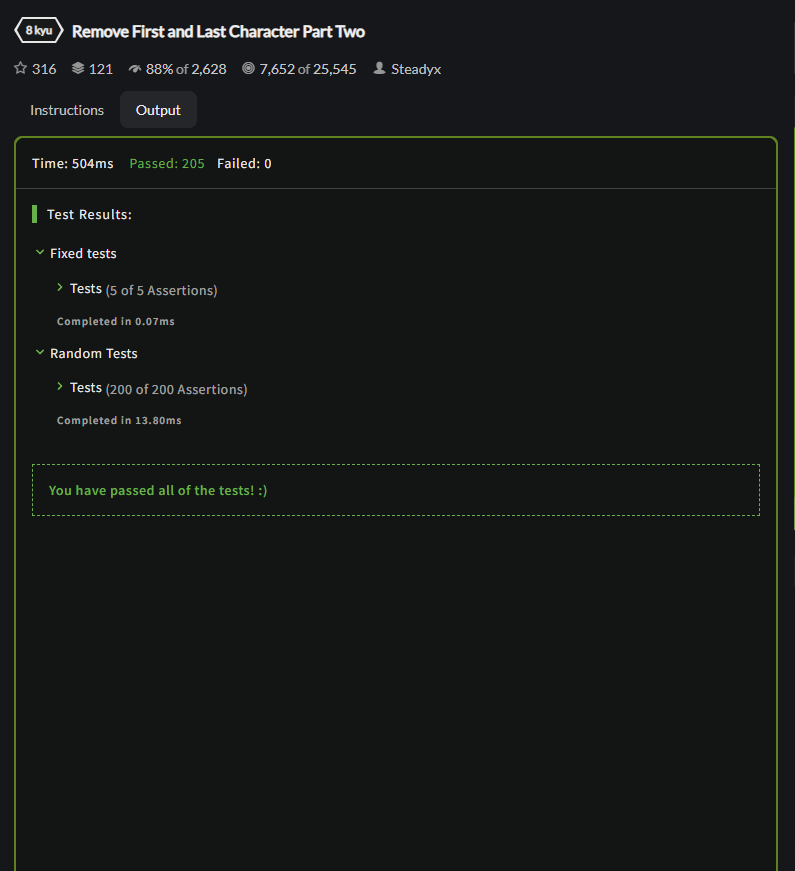 8 kyu Remove First and Last Character Part Two
316 121 88% of 2,628 7,652 of 25,545 Steadyx
Instructions Output
Time: 504ms Passed: 205 Failed: 0
Test Results:
Fixed tests
Tests (5 of 5 Assertions)
Completed in 0.07ms
Random Tests
Tests (200 of 200 Assertions)
Completed in 13.80ms
You have passed all of the tests! :)